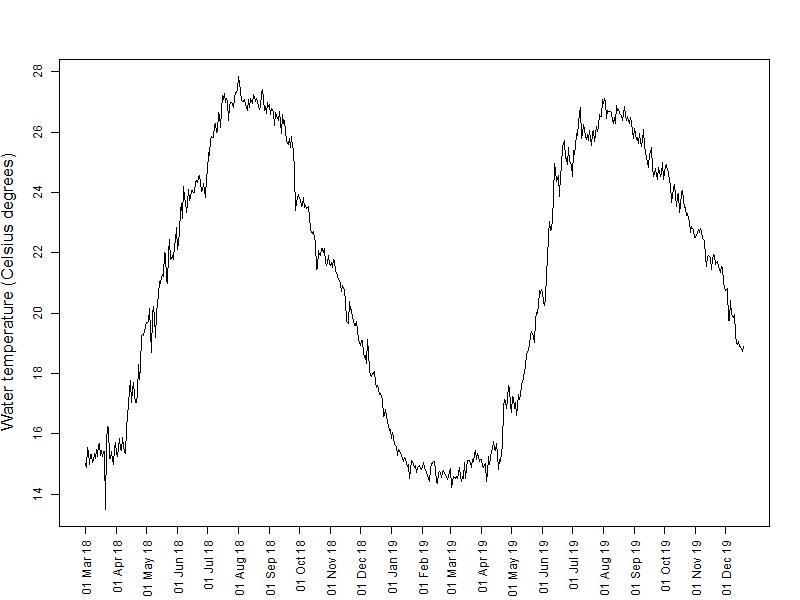 Water temperature (Celsius degrees)
28
26
24
22
20
18
16
14
01 Mar 18
01 Apr 18
01 May 18
01 Jun 18
01 Jul 18
01 Aug 18
01 Sep 18
01 Oct 18
01 Nov 18
01 Dec 18
01 Jan 19
01 Feb 19
01 Mar 19
01 Apr 19
01 May 19
01 Jun 19
01 Jul 19
01 Aug 19
01 Sep 19
01 Oct 19
01 Nov 19
01 Dec 19